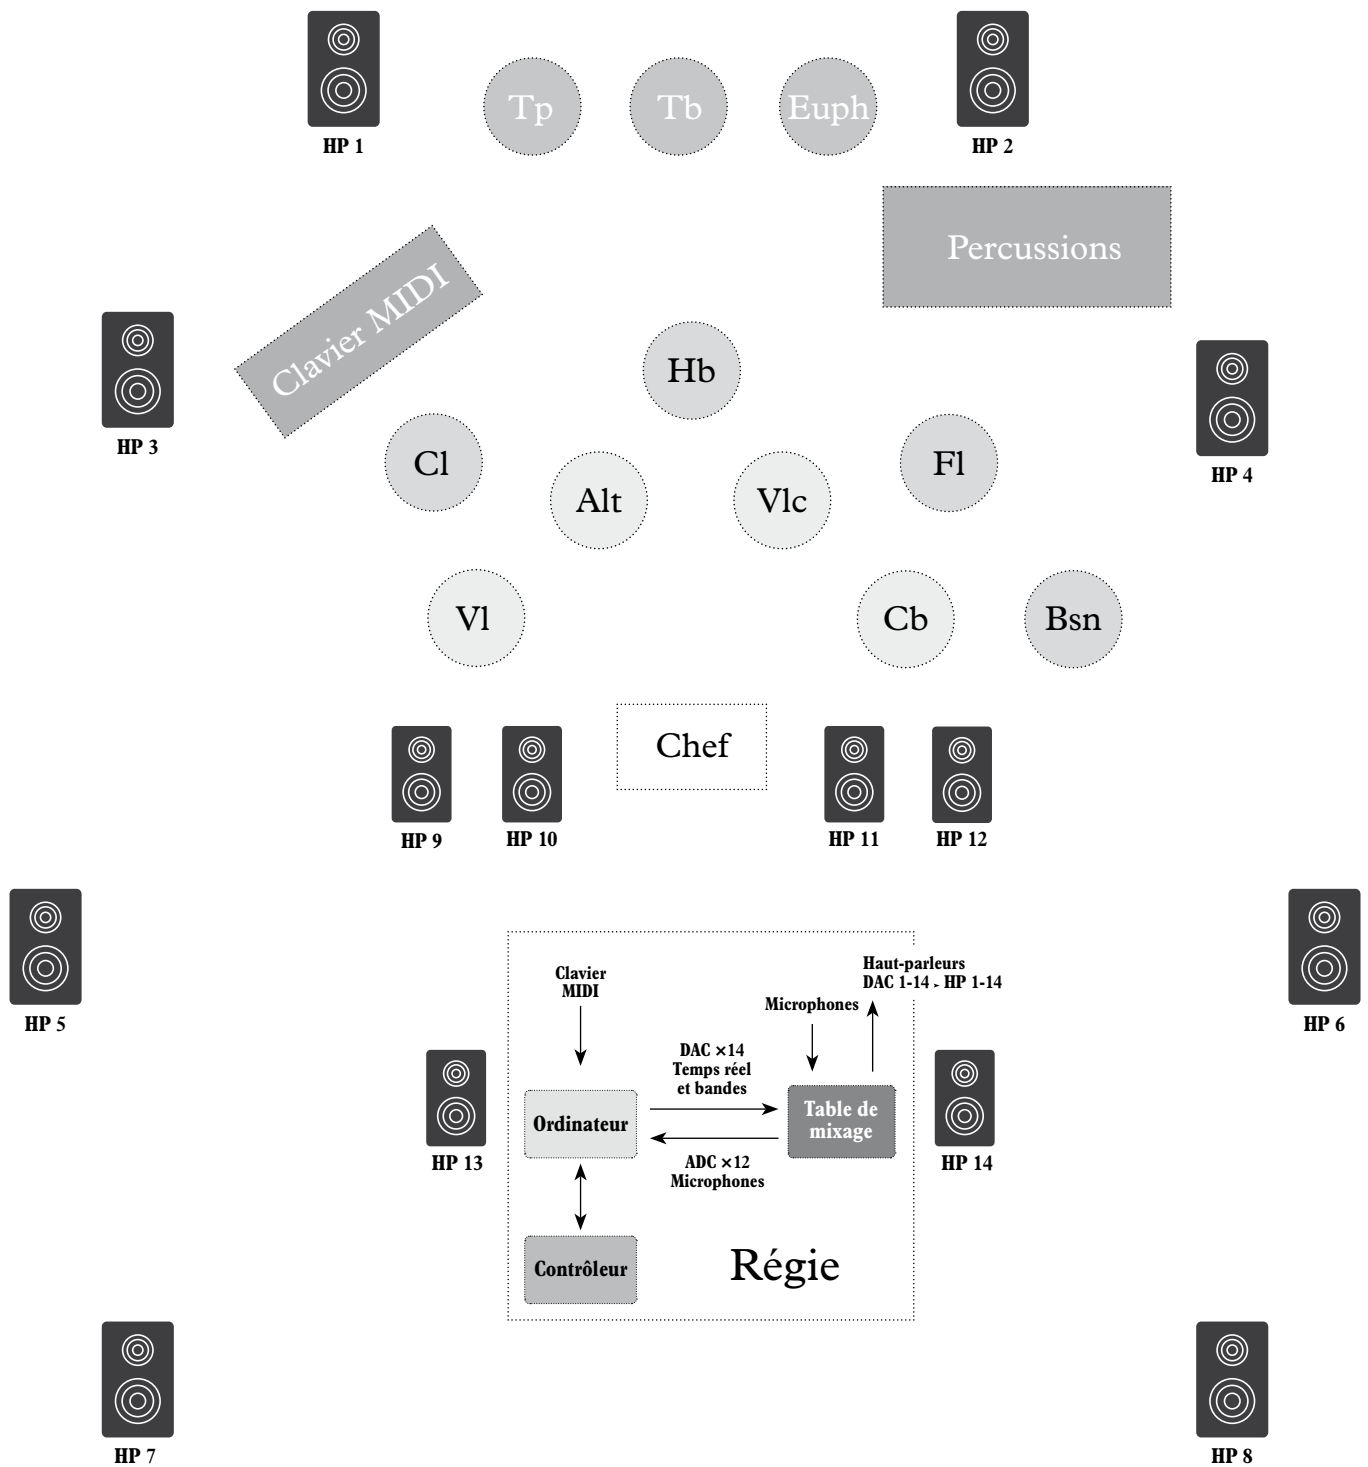 Tp
Tb
Euph
HP 1
HP 2
Percussions
Clavier MIDI
Hb
HP 3
HP 4
Cl
Alt
Vlc
Fl
Vl
Cb
Bsn
Chef
HP 9
HP 10
HP 11
HP 12
HP 5
HP 6
Clavier
MIDI
Haut-parleurs
DAC 1-14 - HP 1-14
Microphones
DAC ×14
Temps réel
et bandes
Ordinateur
Table de
mixage
ADC ×12
Microphones
HP 13
HP 14
Contrôleur
Régie
HP 7
HP 8